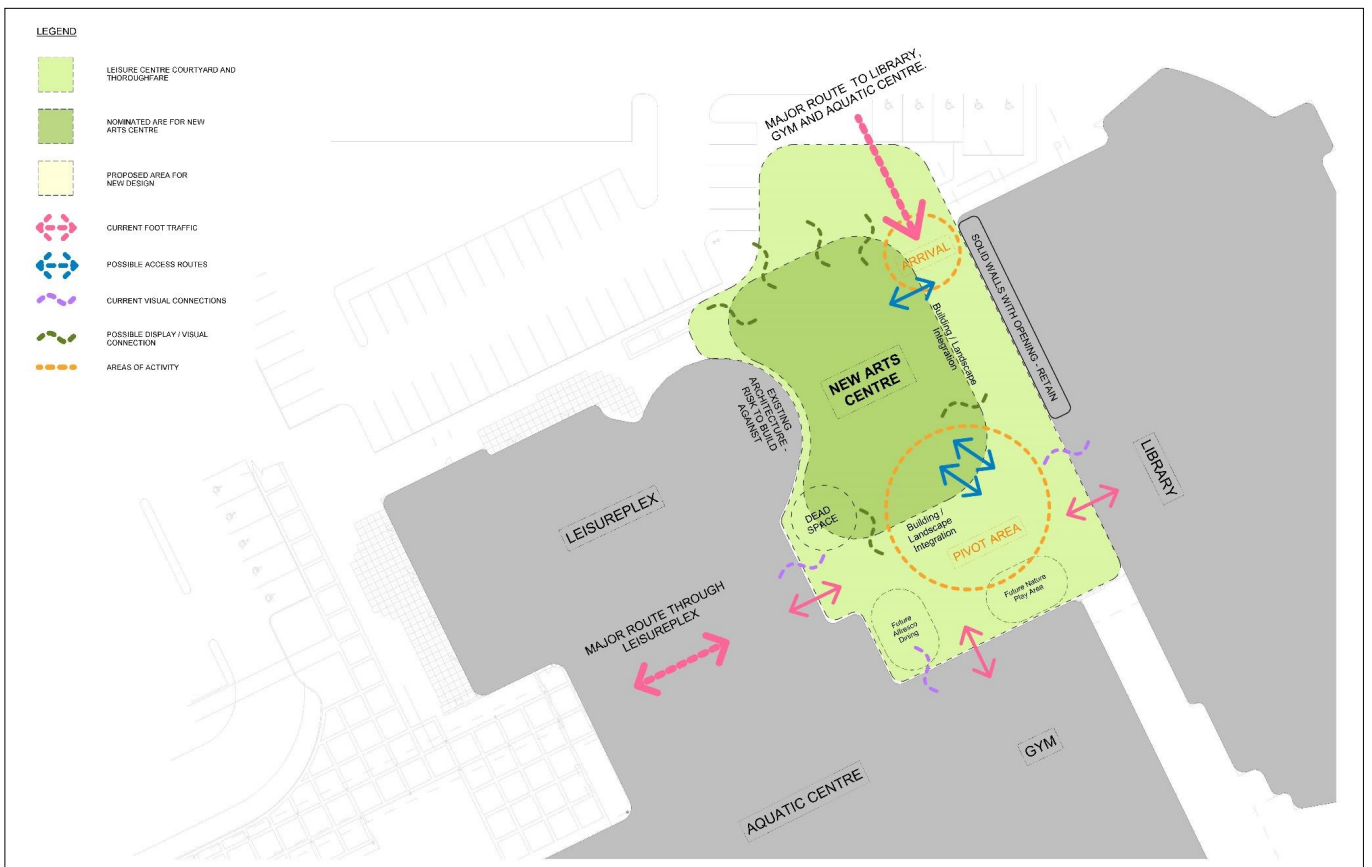 LEGEND
LEISURE CENTRE COURTYARD AND
THOROUGHFARE
NOMINATED ARE FOR NEW
ARTS CENTRE
PROPOSED AREA FOR
NEW DESIGN
CURRENT FOOT TRAFFIC
POSSIBLE ACCESS ROUTES
CURRENT VISUAL CONNECTIONS
POSSIBLE DISPLAY / VISUAL
CONNECTION
AREAS OF ACTIVITY
MAJOR ROUTE TO LIBRARY,
GYM AND AQUATIC CENTRE.
ARRIVAL
SOLID WALLS WITH OPENING - RETAIN
Building / Landscape
Integration
NEW ARTS
CENTRE
EXISTING
ARCHITECTURE -
RISK TO BUILD
AGAINST
LIBRARY
LEISUREPLEX
DEAD
SPACE
Building /
Landscape
Integration
PIVOT AREA
Future Nature
Play Area
Future
Alfresco
Dining
MAJOR ROUTE THROUGH
LEISUREPLEX
GYM
AQUATIC CENTRE